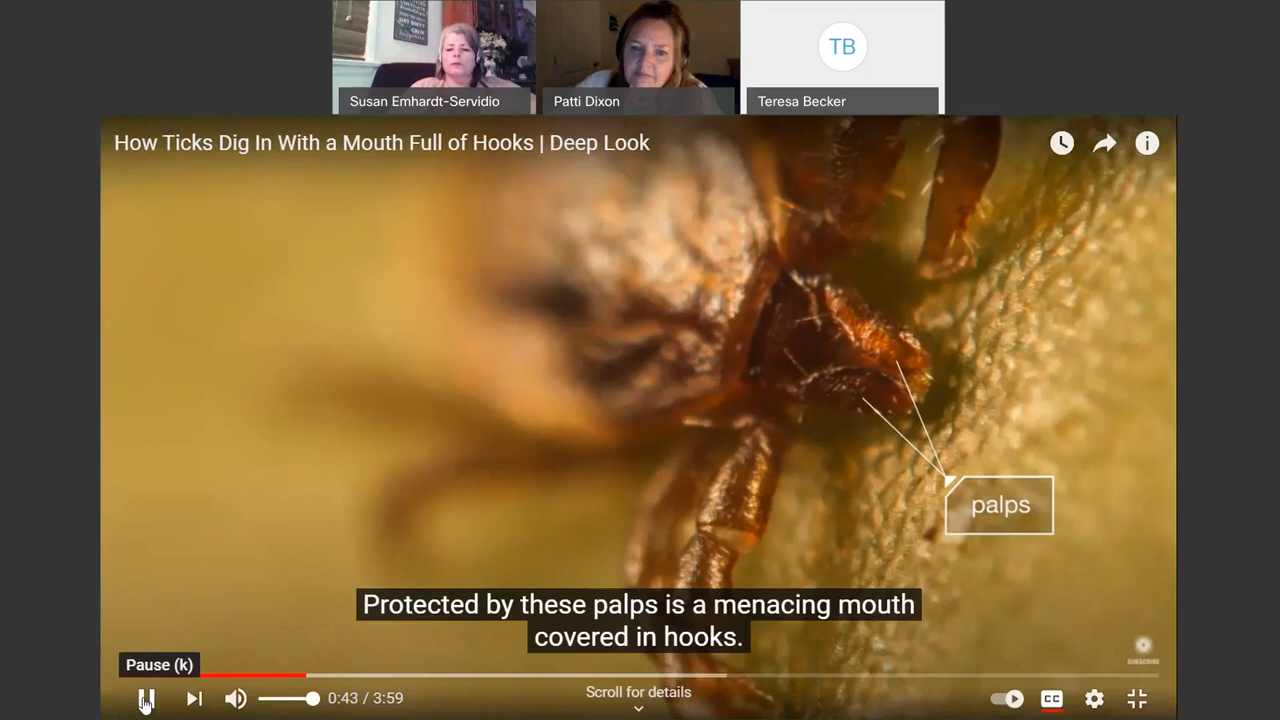 Susan Emhardt-Servidio
Patti Dixon
TB
Teresa Becker
How Ticks Dig In With a Mouth Full of Hooks | Deep Look
palps
Protected by these palps is a menacing mouth
covered in hooks.
SUBSCRIBE
Pause (k)
0:43 / 3:59
Scroll for details
CC